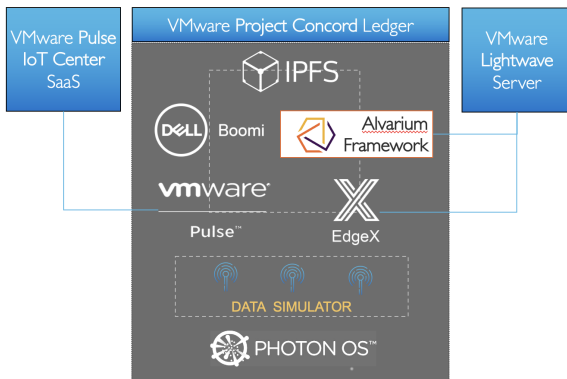 VMware Pulse
IoT Center
SaaS
VMware Project Concord Ledger
VMware
Lightwave
Server
IPFS
DELL
Boomi
Alvarium
Framework
vmware®
Pulse™
EdgeX
DATA SIMULATOR
PHOTON OS™